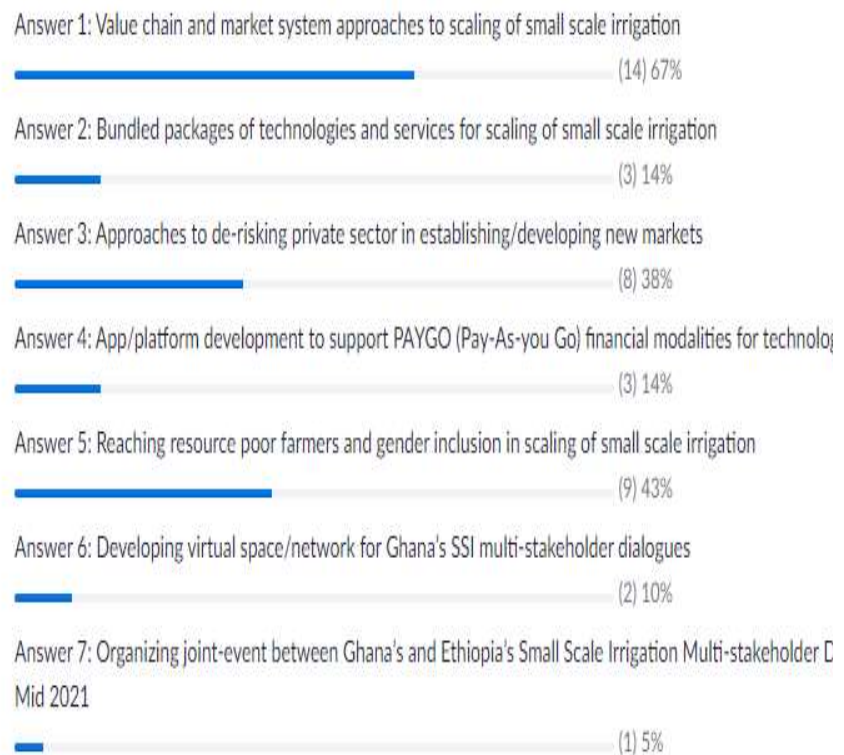 Answer 1: Value chain and market system approaches to scaling of small scale irrigation
(14) 67%
Answer 2: Bundled packages of technologies and services for scaling of small scale irrigation
(3) 14%
Answer 3: Approaches to de-risking private sector in establishing/developing new markets
(8) 38%
Answer 4: App/platform development to support PAYGO (Pay-As-you Go) financial modalities for
(3) 14%
Answer 5: Reaching resource poor farmers and gender inclusion in scaling of small scale irrigation
(9) 43%
Answer 6: Developing virtual space/network for Ghana's SSI multi-stakeholder dialogues
(2) 10%
Answer 7: Organizing joint-event between Ghana's and Ethiopia's Small Scale Irrigation Multi-stakeholder
Mid 2021
(1) 5%